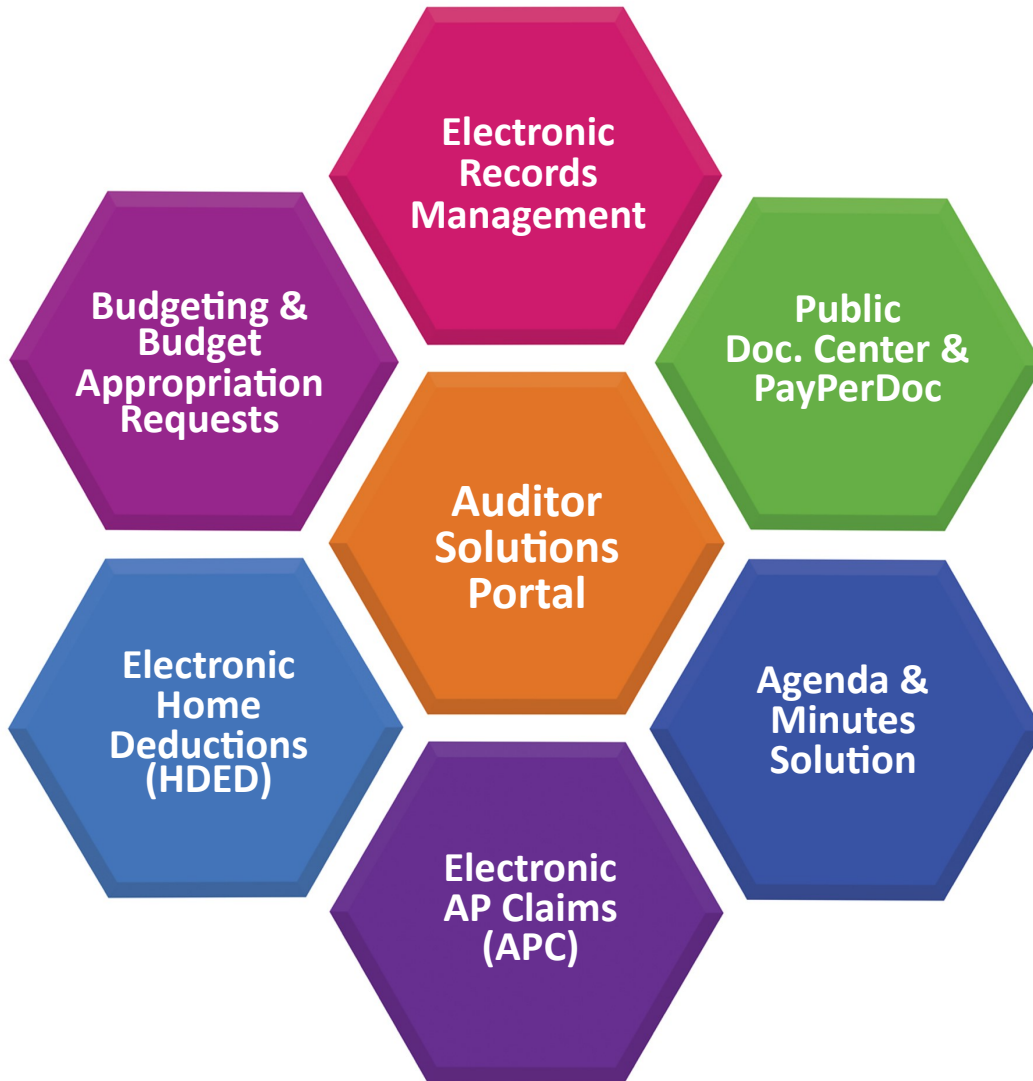 Electronic
Records
Management
Budgeting &
Budget
Appropriation
Requests
Public
Doc. Center &
PayPerDoc
Auditor
Solutions
Portal
Electronic
Home
Deductions
(HDED)
Agenda &
Minutes
Solution
Electronic
AP Claims
(APC)